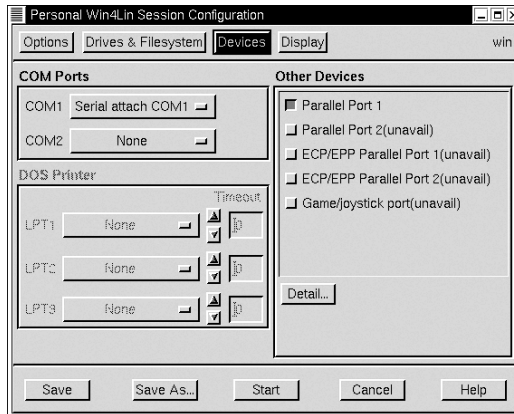 Personal Win4Lin Session Configuration
Options Drives & Filesystem Devices Display win
COM Ports
COM1 Serial attach COM1
COM2 None
DOS Printer
Timeout
LPT1 None
LPT2 None
LPT3 None
Other Devices
Parallel Port 1
Parallel Port 2(unavail)
ECP/EPP Parallel Port 1(unavail)
ECP/EPP Parallel Port 2(unavail)
Game/joystick port(unavail)
Detail...
Save Save As... Start Cancel Help